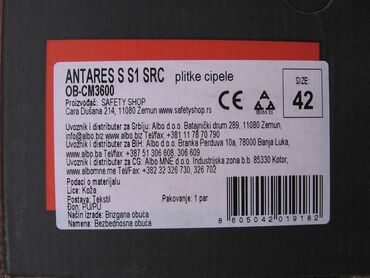 ANTARES S S1 SRC plitke cipele
OB-CM3600
Proizvođač: SAFETY SHOP
Cara Dušana 214, 11080 Zemun www.safetyshop.rs
SIZE:
42
Uvoznik i distributer za Srbiju: Albo d.o.o Batajnički drum 289, 11080 Zemun,
info@albo.biz www.albo.biz Tel/fax: +381 11 78 70 790
Uvoznik i distributer za BIH: Albo d.o.o. Branka Perduva 10a, 78000 Banja Luka,
Tel/fax: +387 51 306 608, 306 609
Uvoznik i distributer za CG: Albo MNE d.o.o. Industrijska zona b.b. 85330 Kotor,
www.albomne.me Tel/fax: +382 32 326 730, 326 702
Podaci o materijalu
Lice: Koža
Postava: Tekstil
Pakovanje: 1 par
Đon: PU/PU
Način izrade: Brizgana obuća
Namena: Bezbednosna obuća
8 605042 019182